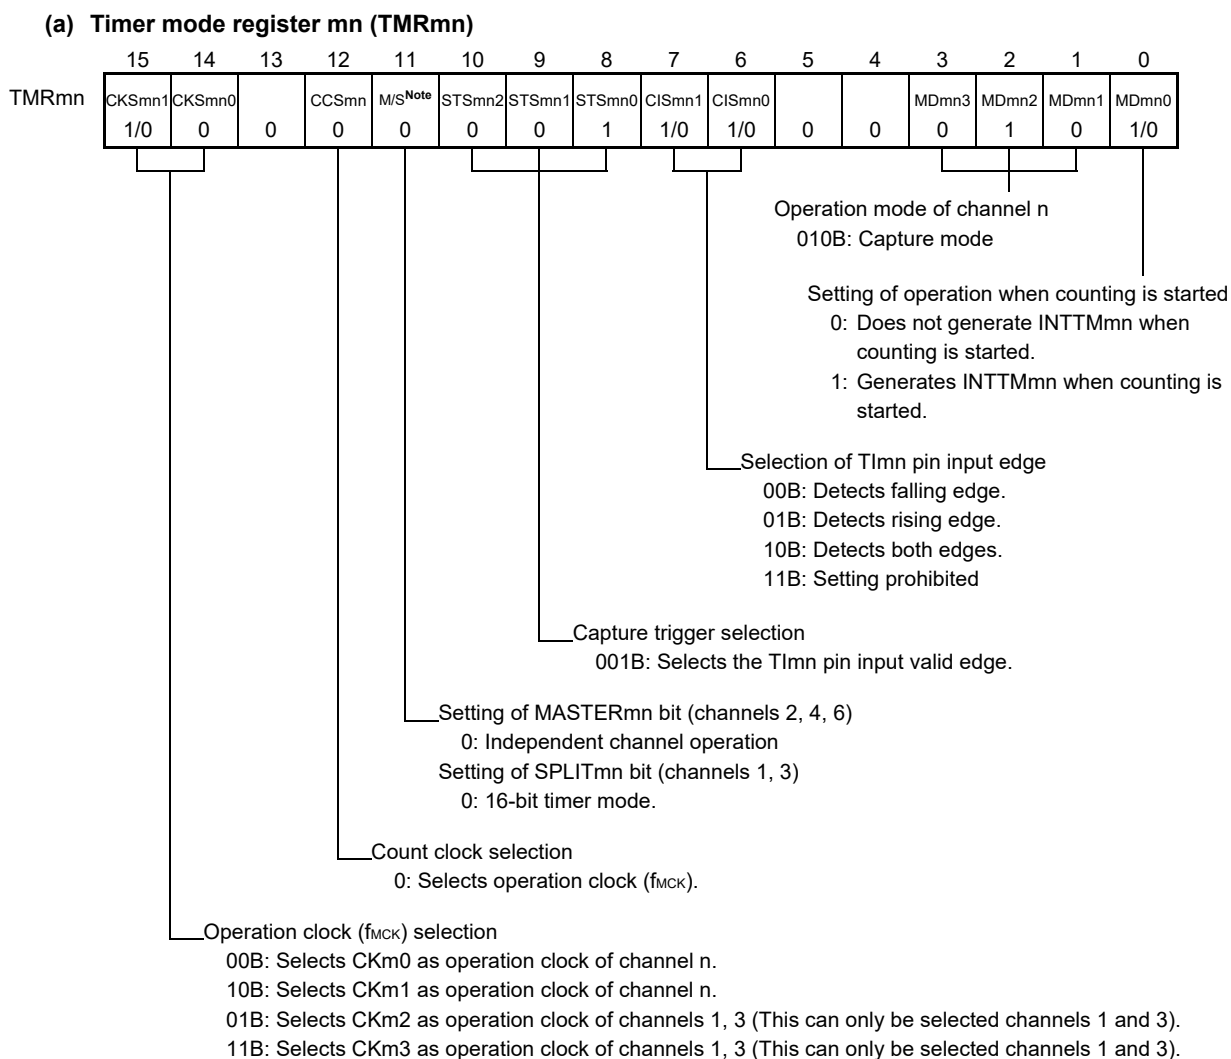 (a) Timer mode register mn (TMRmn)
15 14 13 12 11 10 9 8 7 6 5 4 3 2 1 0
TMRmn CKSmn1 CKSmn0 CCSmn M/SNote STSmn2 STSmn1 STSmn0 CISmn1 CISmn0 MDmn3 MDmn2 MDmn1 MDmn0
1/0 0 0 0 0 0 0 1 1/0 1/0 0 0 0 1 0 1/0
Operation mode of channel n
010B: Capture mode
Setting of operation when counting is started
0: Does not generate INTTMmn when
counting is started.
1: Generates INTTMmn when counting is
started.
Selection of TImn pin input edge
00B: Detects falling edge.
01B: Detects rising edge.
10B: Detects both edges.
11B: Setting prohibited
Capture trigger selection
001B: Selects the TImn pin input valid edge.
Setting of MASTERmn bit (channels 2, 4, 6)
0: Independent channel operation
Setting of SPLITmn bit (channels 1, 3)
0: 16-bit timer mode.
Count clock selection
0: Selects operation clock (fMCK).
Operation clock (fMCK) selection
00B: Selects CKm0 as operation clock of channel n.
10B: Selects CKm1 as operation clock of channel n.
01B: Selects CKm2 as operation clock of channels 1, 3 (This can only be selected channels 1 and 3).
11B: Selects CKm3 as operation clock of channels 1, 3 (This can only be selected channels 1 and 3).